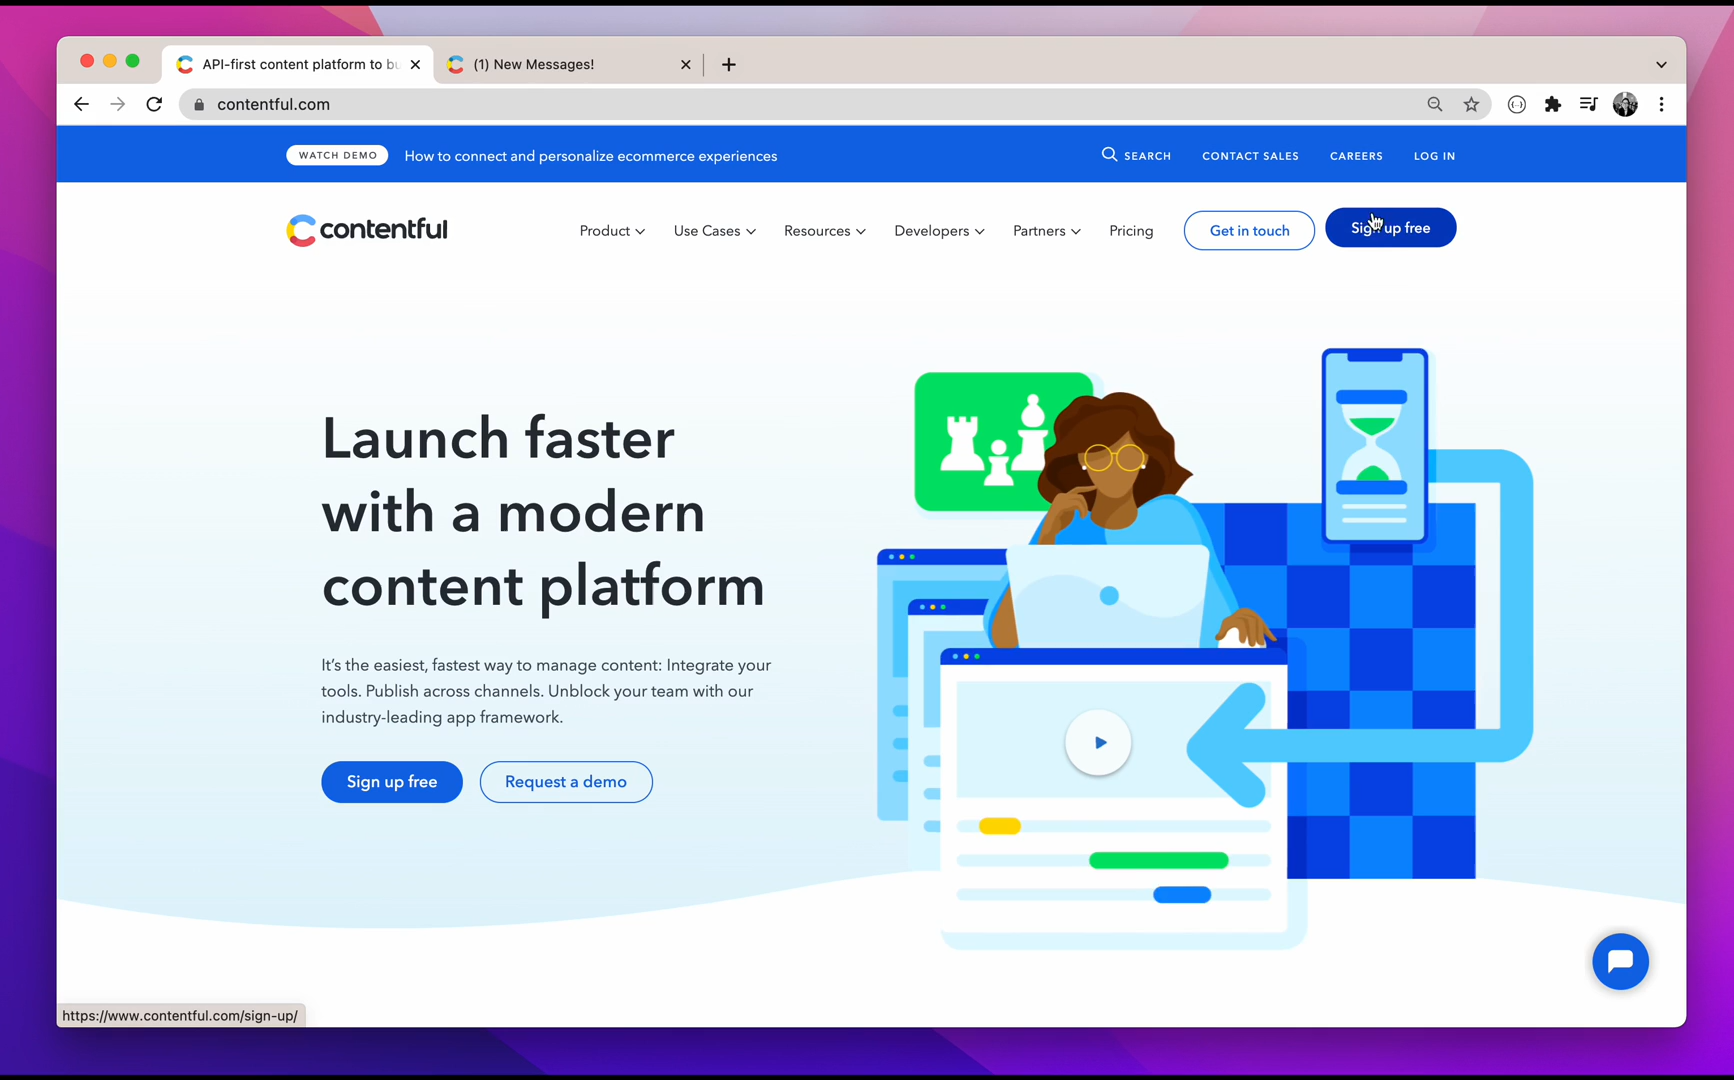 API-first content platform to bu
(1) New Messages!
contentful.com
WATCH DEMO
How to connect and personalize ecommerce experiences
SEARCH
CONTACT SALES
CAREERS
LOG IN
contentful
Product
Use Cases
Resources
Developers
Partners
Pricing
Get in touch
Sign up free
Launch faster
with a modern
content platform
It’s the easiest, fastest way to manage content: Integrate your
tools. Publish across channels. Unblock your team with our
industry-leading app framework.
Sign up free
Request a demo
https://www.contentful.com/sign-up/